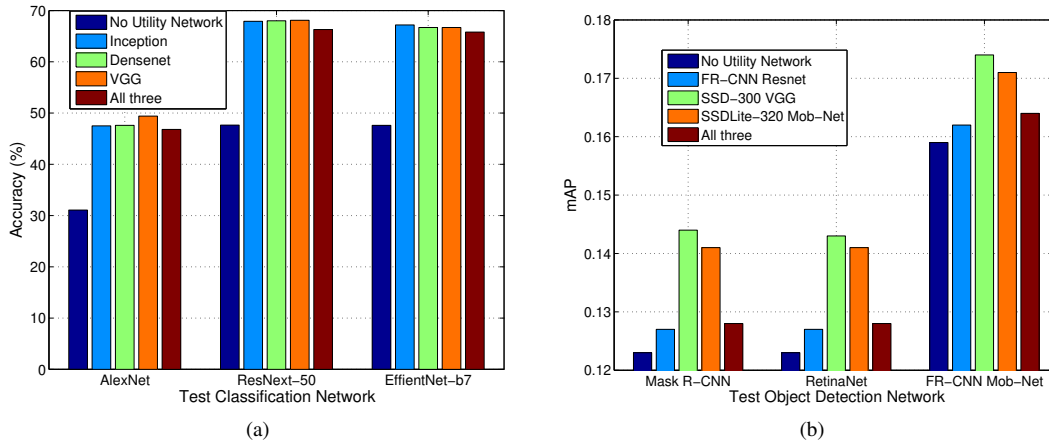 70
60
50
40
30
20
10
0
Accuracy (%)
No Utility Network
Inception
Densenet
VGG
All three
AlexNet
ResNext−50
EffientNet−b7
Test Classification Network
(a)
0.18
0.17
0.16
0.15
0.14
0.13
0.12
mAP
No Utility Network
FR−CNN Resnet
SSD−300 VGG
SSDLite−320 Mob−Net
All three
Mask R−CNN
RetinaNet
FR−CNN Mob−Net
Test Object Detection Network
(b)